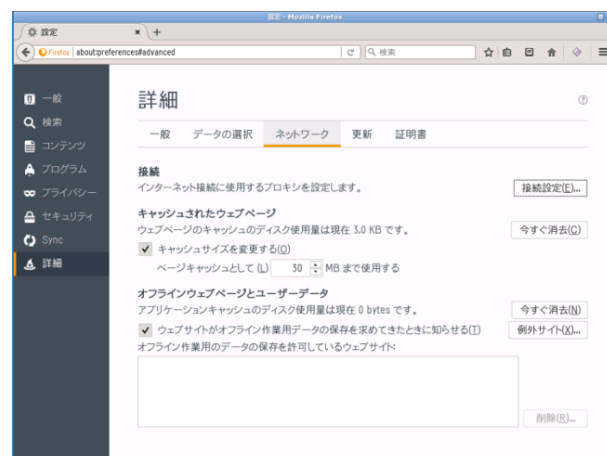 設定 - Mozilla Firefox
設定
Firefox about:preferences#advanced
検索
一般
検索
コンテンツ
プログラム
プライバシー
セキュリティ
Sync
詳細
詳細
一般 データの選択 ネットワーク 更新 証明書
接続
インターネット接続に使用するプロキシを設定します。
接続設定(E)...
キャッシュされたウェブページ
ウェブページのキャッシュのディスク使用量は現在 3.0 KB です。
今すぐ消去(C)
キャッシュサイズを変更する(O)
ページキャッシュとして(L) 30 MB まで使用する
オフラインウェブページとユーザーデータ
アプリケーションキャッシュのディスク使用量は現在 0 bytes です。
今すぐ消去(N)
ウェブサイトがオフライン作業用データの保存を求めてきたときに知らせる(T)
例外サイト(X)...
オフライン作業用のデータの保存を許可しているウェブサイト:
削除(R)...